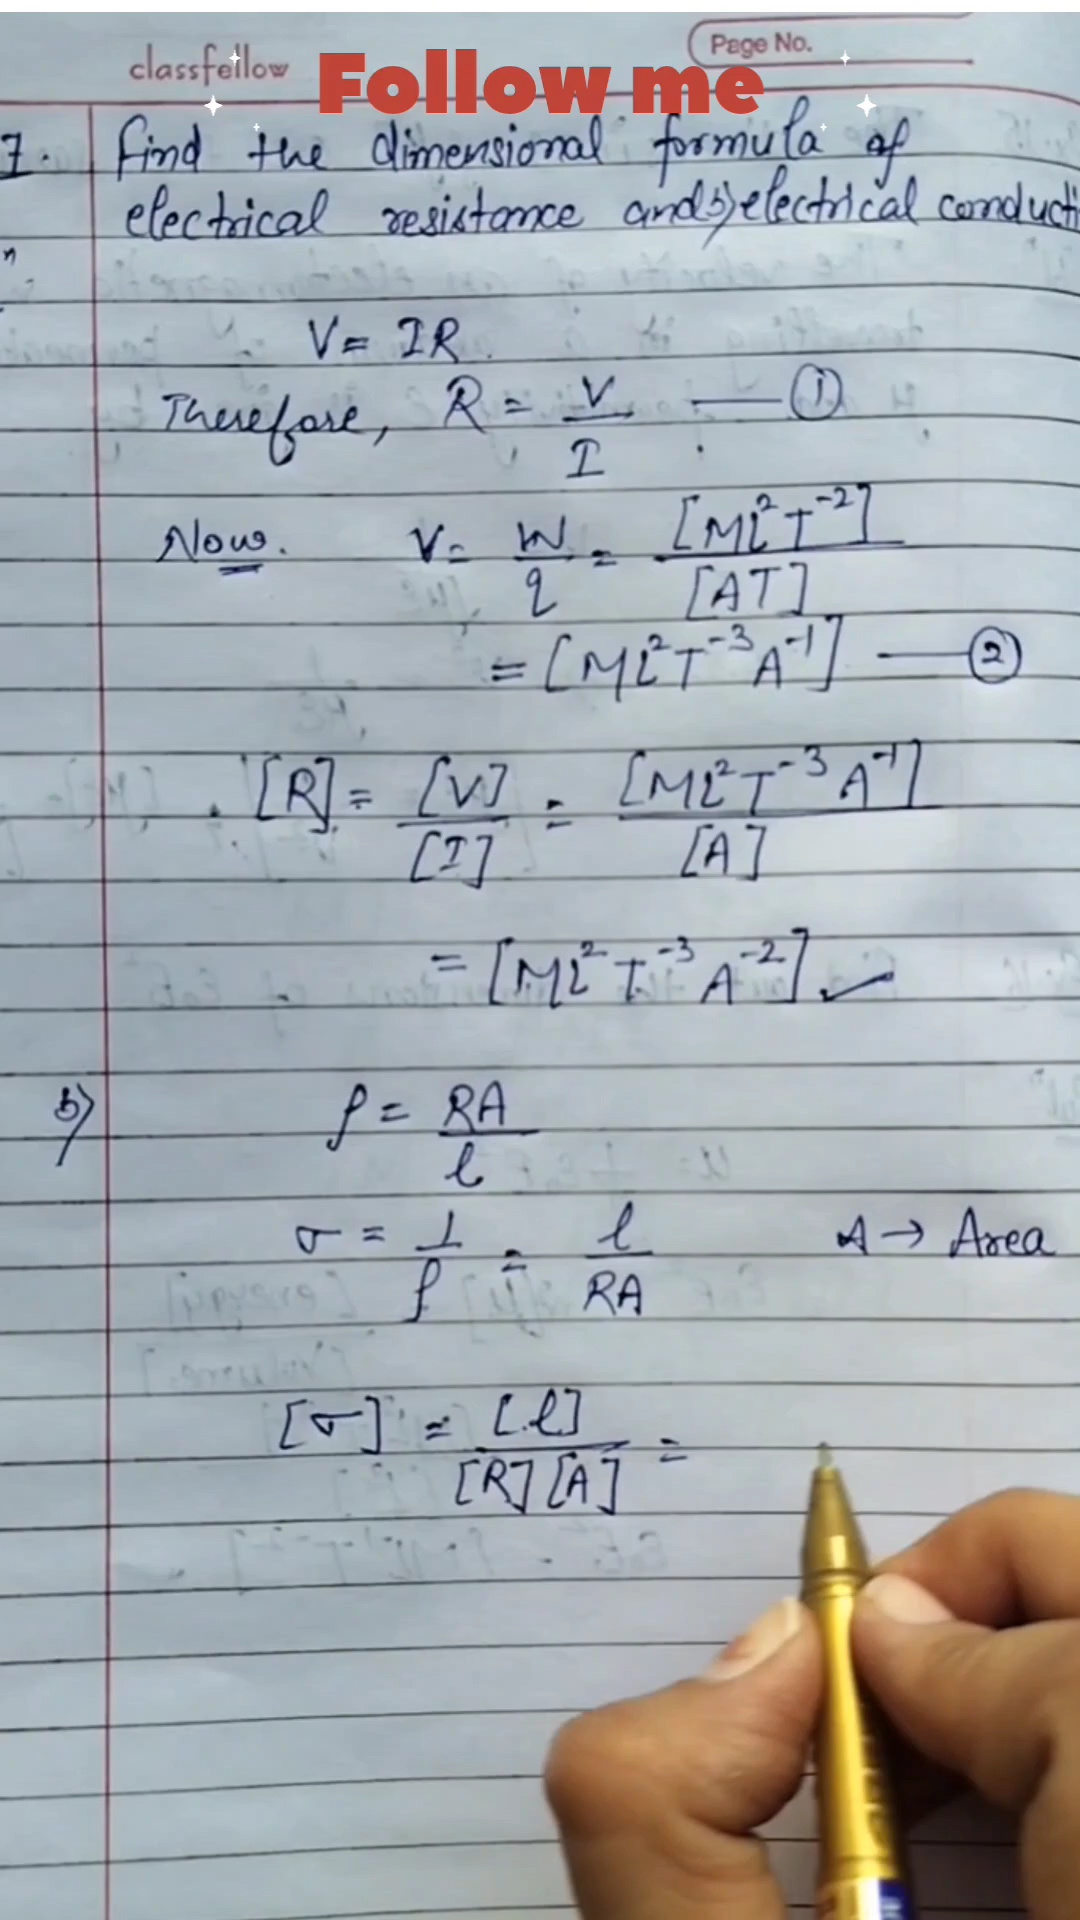 classfellow
Page No.
Follow me
7. Find the dimensional formula of
electrical resistance and b) electrical conducti
n
V = IR.
Therefore, R = V/I — ①
Now. V = W/q = [ML²T⁻²]/[AT]
= [ML²T⁻³A⁻¹] — ②
[R] = [V]/[I] = [ML²T⁻³A⁻¹]/[A]
= [ML²T⁻³A⁻²] ✓
b) ρ = RA/l
σ = 1/ρ = l/RA A → Area
[σ] = [l]/[R][A] =